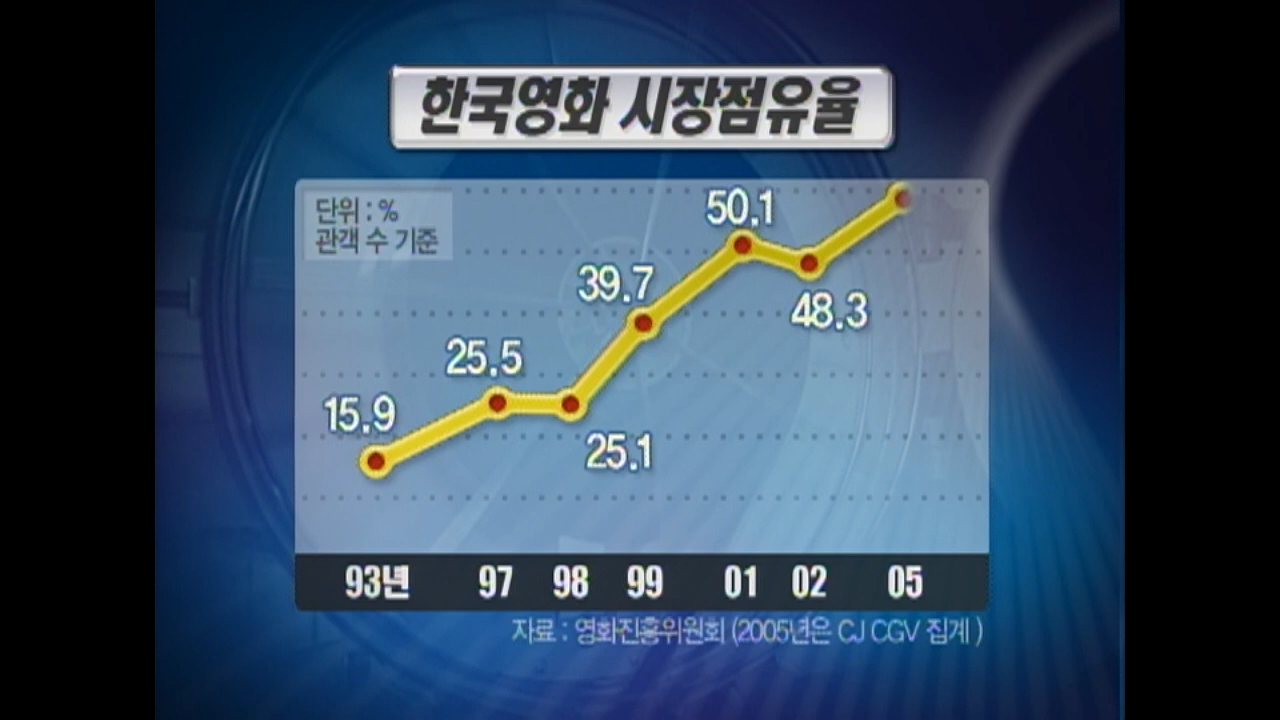 한국영화 시장점유율
단위 : %
관객 수 기준
50.1
39.7
48.3
25.5
15.9
25.1
93년 97 98 99 01 02 05
자료 : 영화진흥위원회 (2005년은 CJ CGV 집계 )